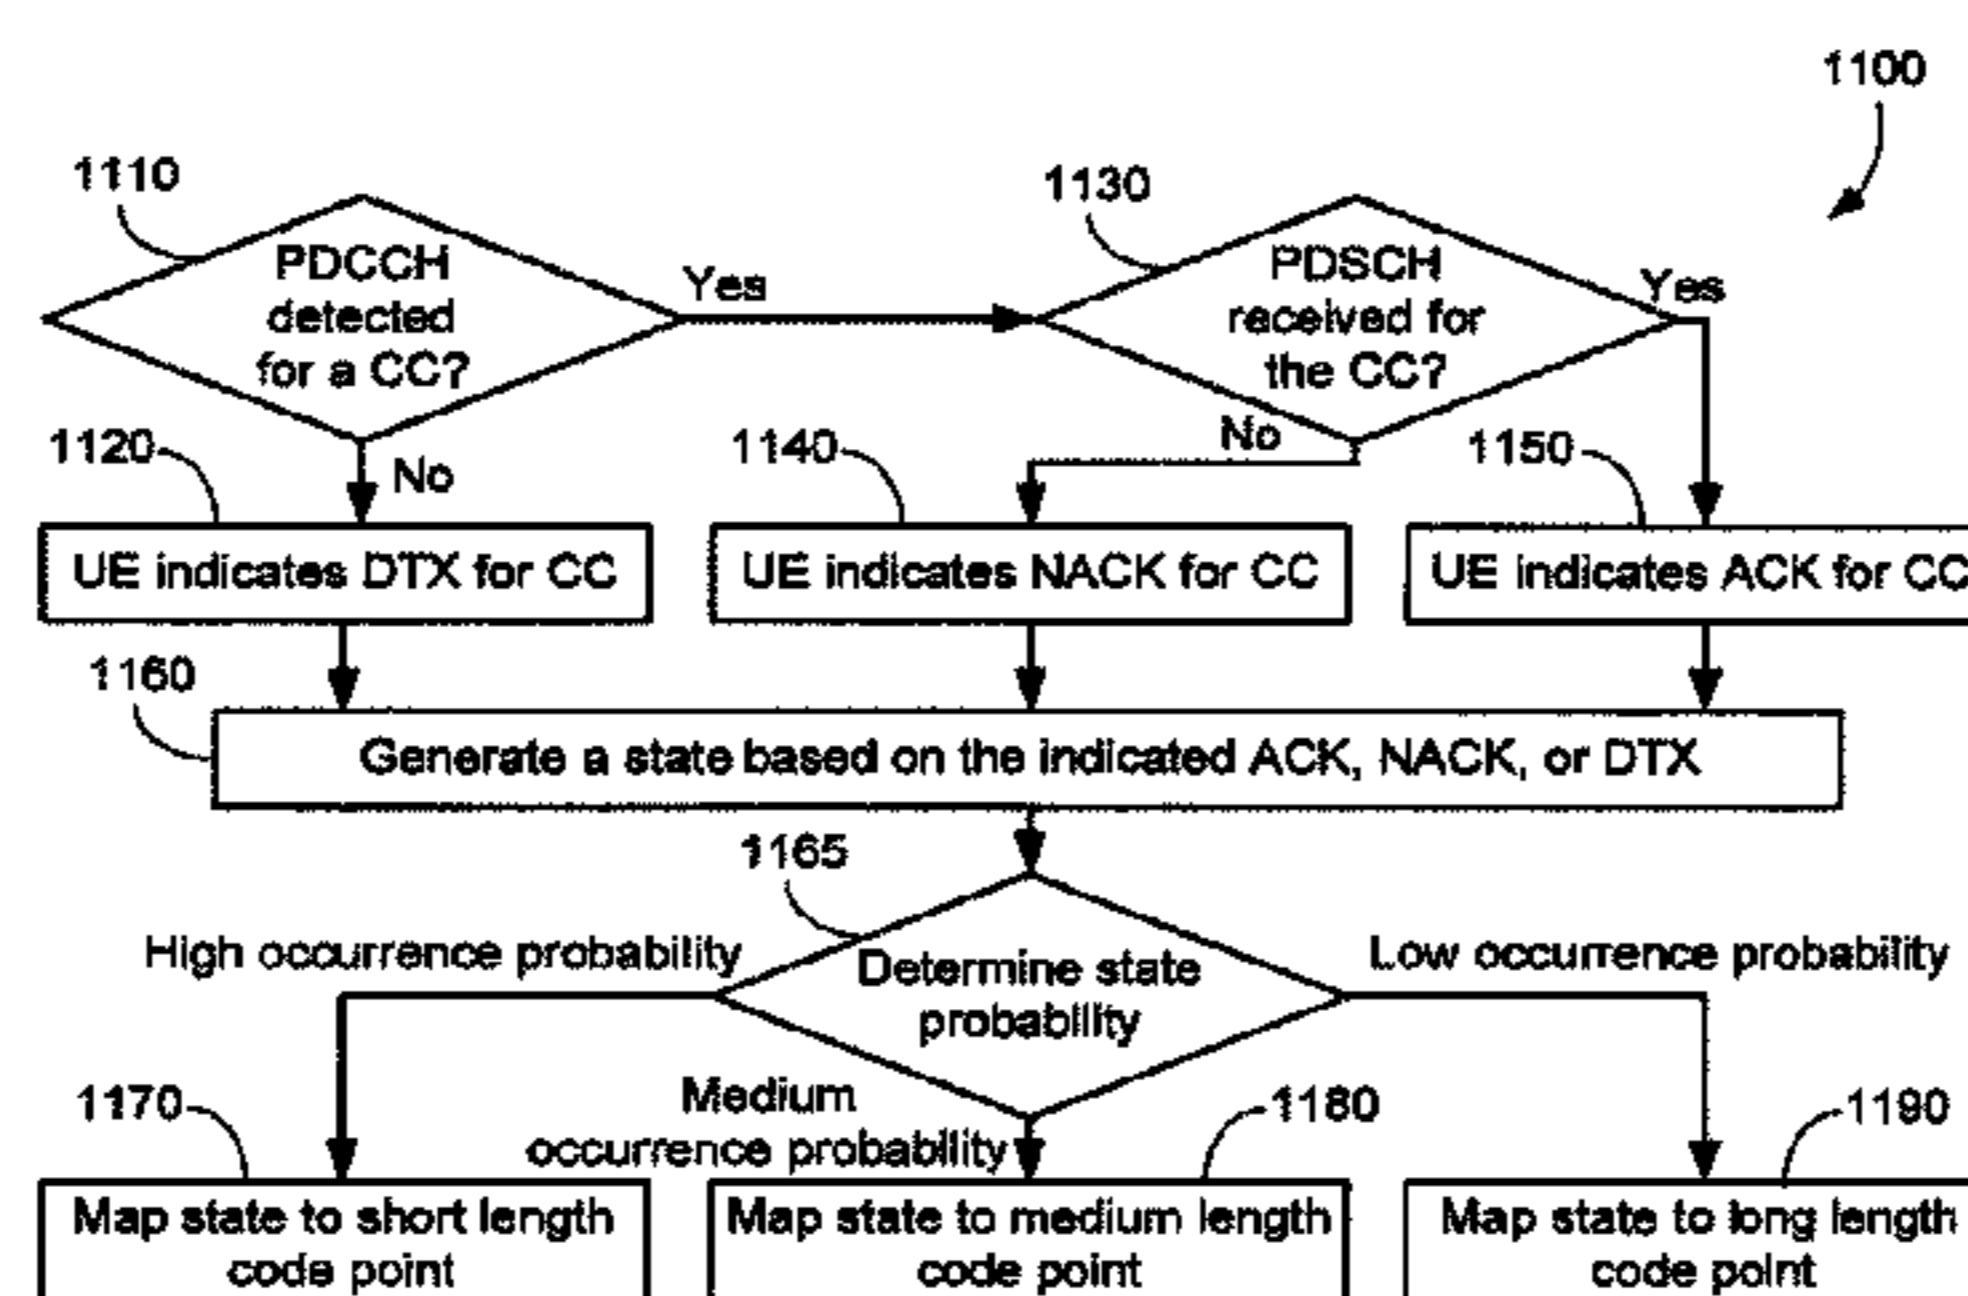 1100
1110
PDCCH
detected
for a CC?
Yes
1130
PDSCH
received for
the CC?
Yes
1120
No
1140
No
1150
UE indicates DTX for CC
UE indicates NACK for CC
UE indicates ACK for CC
1160
Generate a state based on the indicated ACK, NACK, or DTX
1165
High occurrence probability
Determine state
probability
Low occurrence probability
1170
Medium
occurrence probability
1180
1190
Map state to short length
code point
Map state to medium length
code point
Map state to long length
code point